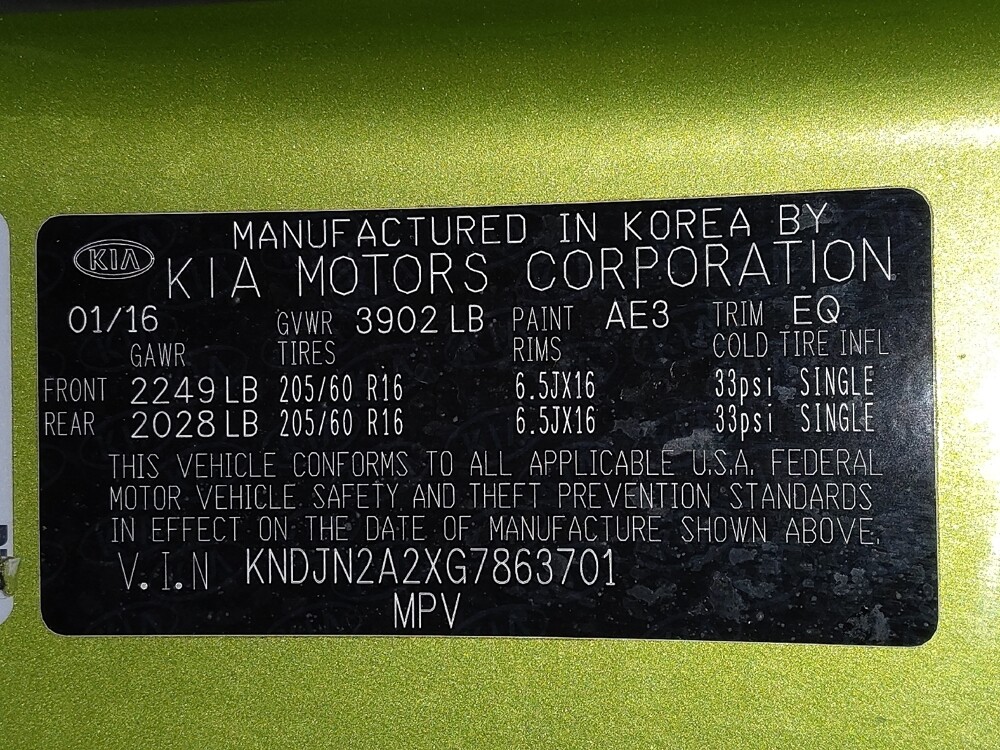 MANUFACTURED IN KOREA BY
KIA KIA MOTORS CORPORATION
01/16 GVWR 3902 LB PAINT AE3 TRIM EQ
GAWR TIRES RIMS COLD TIRE INFL
FRONT 2249 LB 205/60 R16 6.5JX16 33psi SINGLE
REAR 2028 LB 205/60 R16 6.5JX16 33psi SINGLE
THIS VEHICLE CONFORMS TO ALL APPLICABLE U.S.A. FEDERAL
MOTOR VEHICLE SAFETY AND THEFT PREVENTION STANDARDS
IN EFFECT ON THE DATE OF MANUFACTURE SHOWN ABOVE.
V.I.N KNDJN2A2XG7863701
MPV